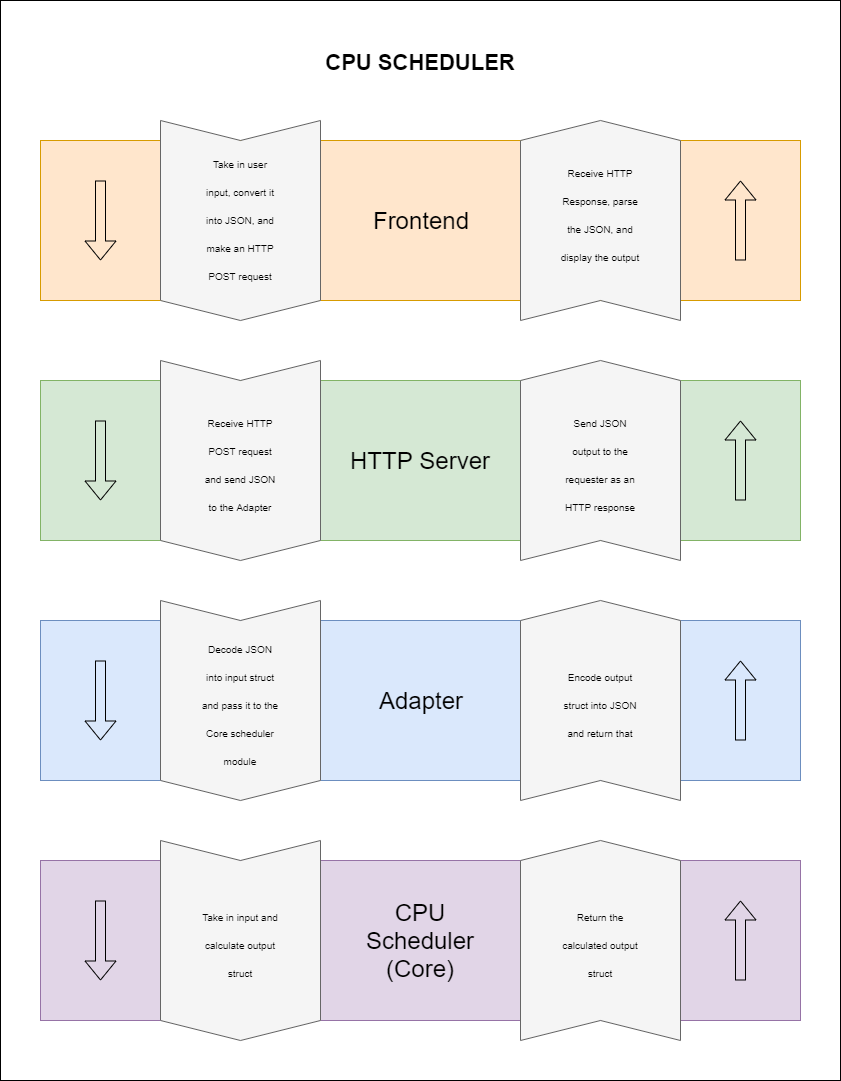 CPU SCHEDULER
Take in user
input, convert it
into JSON, and
make an HTTP
POST request
Frontend
Receive HTTP
Response, parse
the JSON, and
display the output
Receive HTTP
POST request
and send JSON
to the Adapter
HTTP Server
Send JSON
output to the
requester as an
HTTP response
Decode JSON
into input struct
and pass it to the
Core scheduler
module
Adapter
Encode output
struct into JSON
and return that
Take in input and
calculate output
struct
CPU
Scheduler
(Core)
Return the
calculated output
struct